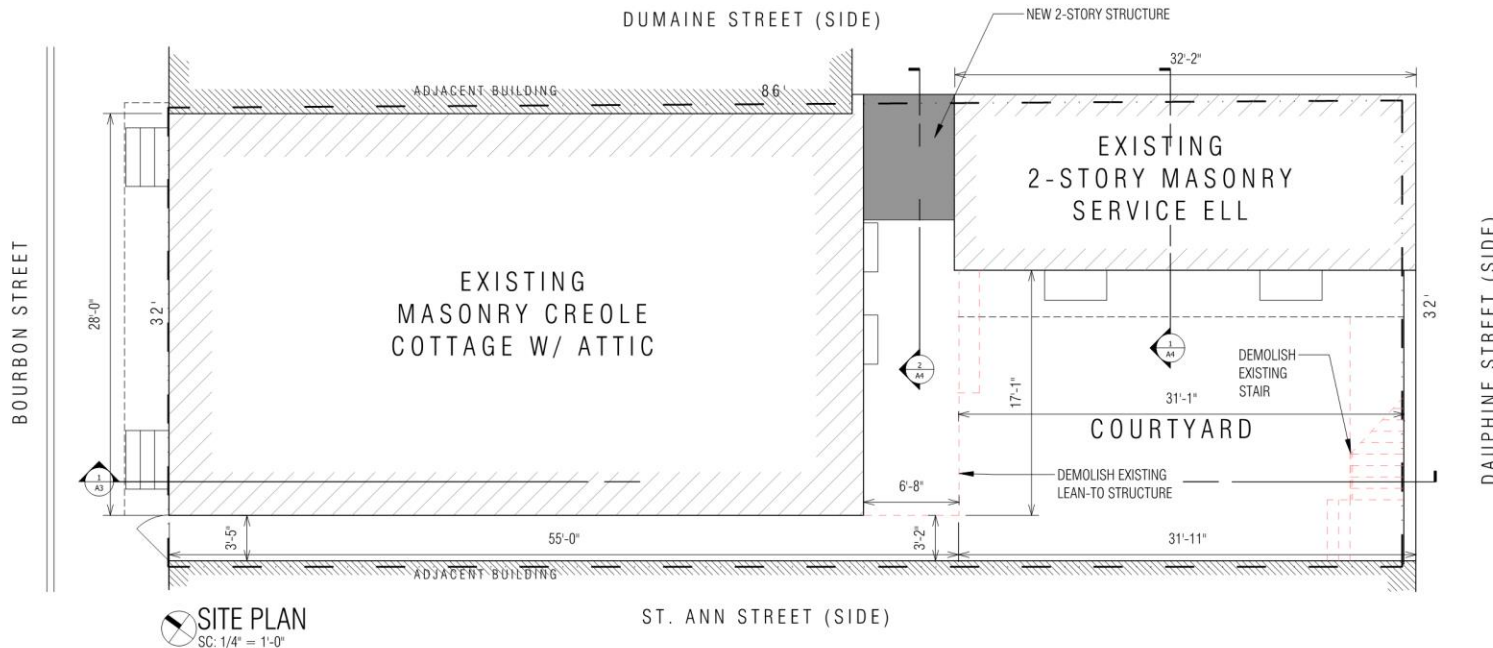 DUMAINE STREET (SIDE)
NEW 2-STORY STRUCTURE
32'-2"
ADJACENT BUILDING
86'
EXISTING
2-STORY MASONRY
SERVICE ELL
BOURBON STREET
28'-0"
32'
EXISTING
MASONRY CREOLE
COTTAGE W/ ATTIC
32'
DAUPHINE STREET (SIDE)
2
A4
1
A4
DEMOLISH
EXISTING
STAIR
17'-1"
31'-1"
COURTYARD
1
A3
6'-8"
DEMOLISH EXISTING
LEAN-TO STRUCTURE
3'-5"
55'-0"
3'-2"
31'-11"
ADJACENT BUILDING
SITE PLAN
SC: 1/4" = 1'-0"
ST. ANN STREET (SIDE)